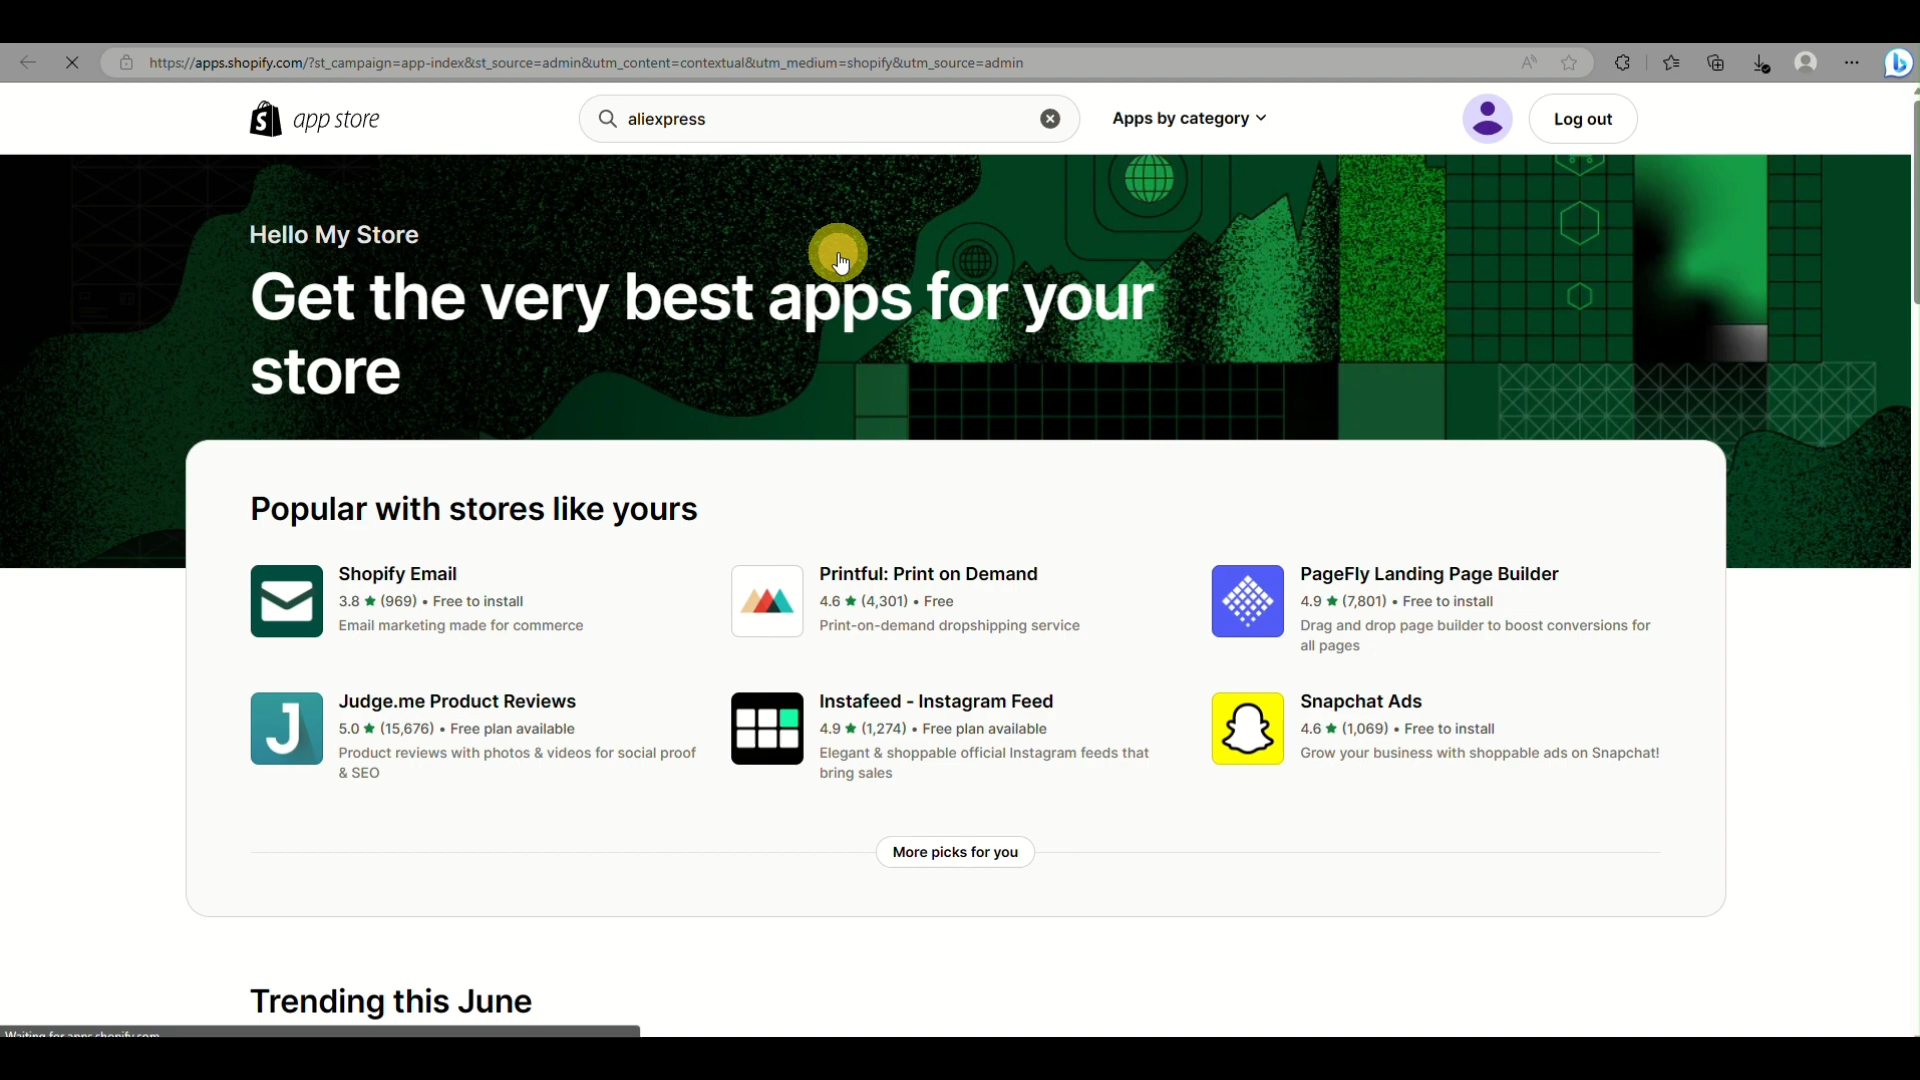 https://apps.shopify.com/?st_campaign=app-index&st_source=admin&utm_content=contextual&utm_medium=shopify&utm_source=admin
app store
aliexpress
Apps by category
Log out
Hello My Store
Get the very best apps for your
store
Popular with stores like yours
Shopify Email
3.8 ★ (969) • Free to install
Email marketing made for commerce
Printful: Print on Demand
4.6 ★ (4,301) • Free
Print-on-demand dropshipping service
PageFly Landing Page Builder
4.9 ★ (7,801) • Free to install
Drag and drop page builder to boost conversions for
all pages
Judge.me Product Reviews
5.0 ★ (15,676) • Free plan available
Product reviews with photos & videos for social proof
& SEO
Instafeed - Instagram Feed
4.9 ★ (1,274) • Free plan available
Elegant & shoppable official Instagram feeds that
bring sales
Snapchat Ads
4.6 ★ (1,069) • Free to install
Grow your business with shoppable ads on Snapchat!
More picks for you
Trending this June
Waiting for apps.shopify.com